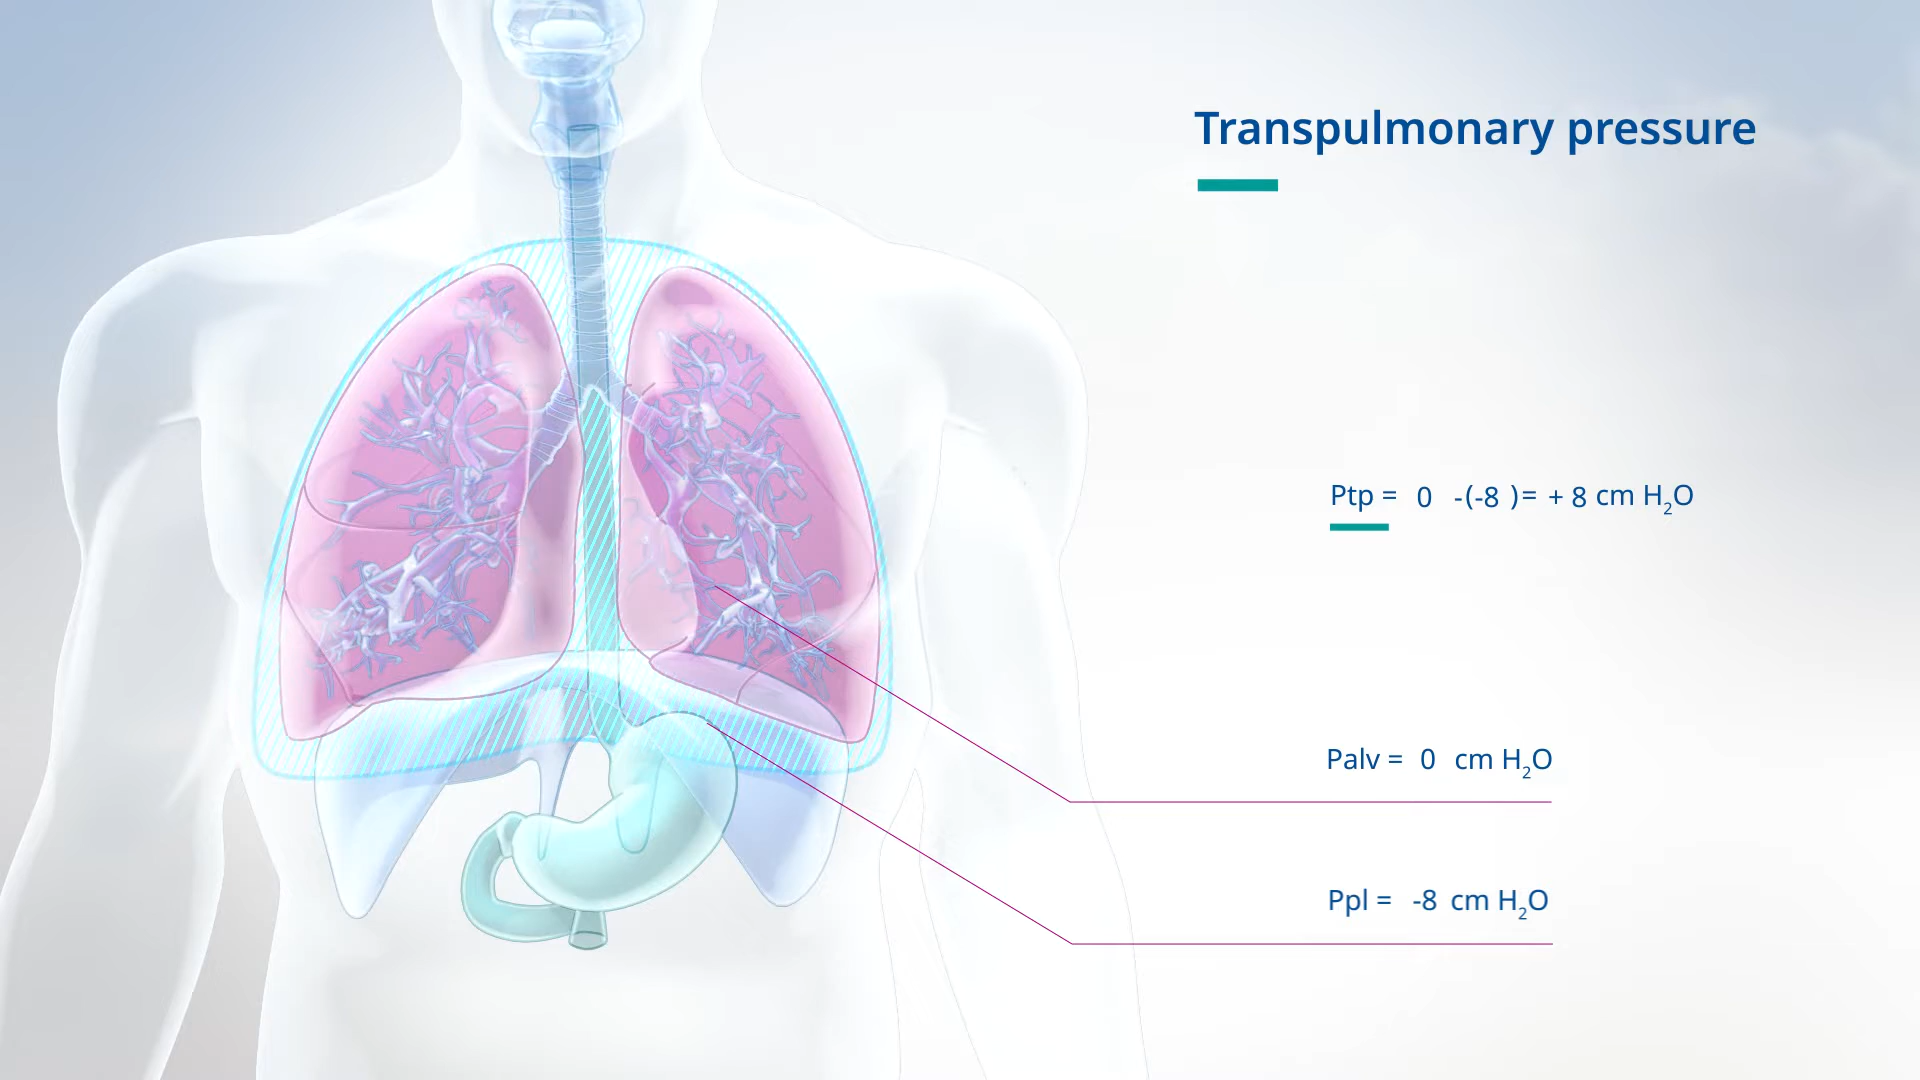 Transpulmonary pressure
Ptp = 0 -(-8 )= + 8 cm H₂O
Palv = 0 cm H₂O
Ppl = -8 cm H₂O